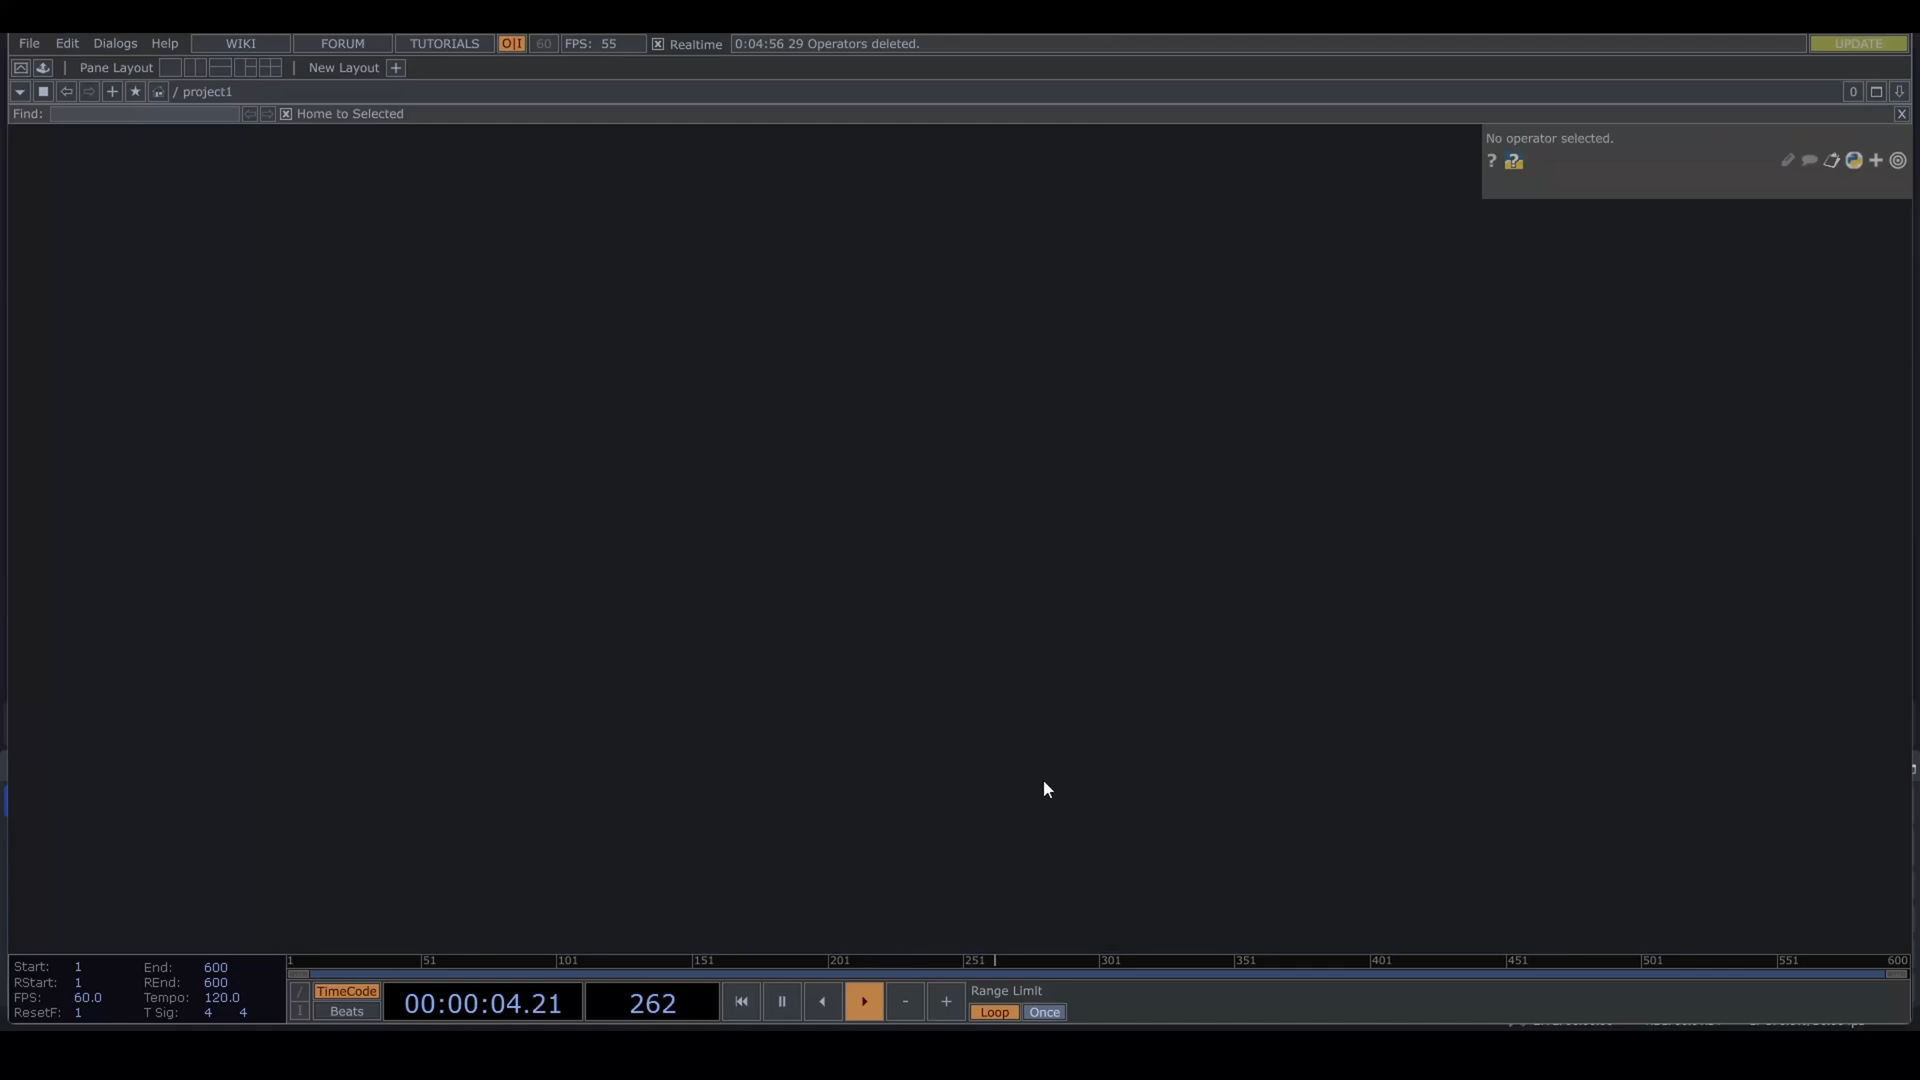 File Edit Dialogs Help WIKI FORUM TUTORIALS O|I 60 FPS: 55 Realtime 0:04:56 29 Operators deleted. UPDATE
Pane Layout New Layout +
/ project1 0
Find: Home to Selected X
No operator selected.
? ?
1 51 101 151 201 251 301 351 401 451 501 551 600
Start: 1 End: 600
RStart: 1 REnd: 600
FPS: 60.0 Tempo: 120.0
ResetF: 1 T Sig: 4 4
TimeCode
Beats
00:00:04.21 262 - +
Range Limit
Loop Once